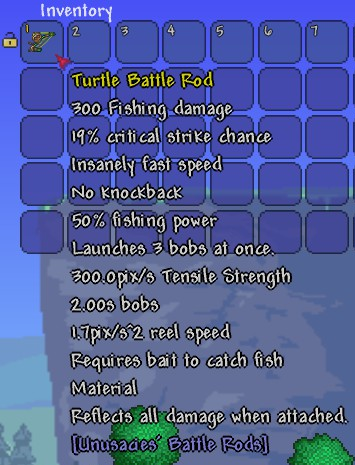 Inventory
1 2 3 4 5 6 7
Turtle Battle Rod
300 Fishing damage
19% critical strike chance
Insanely fast speed
No knockback
50% fishing power
Launches 3 bobs at once.
300.0pix/s Tensile Strength
2.00s bobs
1.7pix/s^2 reel speed
Requires bait to catch fish
Material
Reflects all damage when attached.
[Unusacies' Battle Rods]